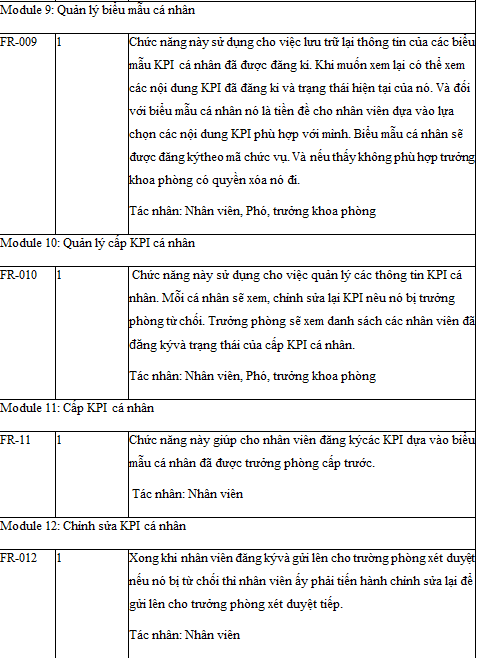 Module 9: Quản lý biểu mẫu cá nhân
FR-009
1
Chức năng này sử dụng cho việc lưu trữ lại thông tin của các biểu
mẫu KPI cá nhân đã được đăng kí. Khi muốn xem lại có thể xem
các nội dung KPI đã đăng kí và trạng thái hiện tại của nó. Và đối
với biểu mẫu cá nhân nó là tiền đề cho nhân viên dựa vào lựa
chọn các nội dung KPI phù hợp với mình. Biểu mẫu cá nhân sẽ
được đăng kýtheo mã chức vụ. Và nếu thấy không phù hợp trưởng
khoa phòng có quyền xóa nó đi.
Tác nhân: Nhân viên, Phó, trưởng khoa phòng
Module 10: Quản lý cấp KPI cá nhân
FR-010
1
Chức năng này sử dụng cho việc quản lý các thông tin KPI cá
nhân. Mỗi cá nhân sẽ xem, chỉnh sửa lại KPI nêu nó bị trưởng
phòng từ chối. Trưởng phòng sẽ xem danh sách các nhân viên đã
đăng kývà trạng thái của cấp KPI cá nhân.
Tác nhân: Nhân viên, Phó, trưởng khoa phòng
Module 11: Cấp KPI cá nhân
FR-11
1
Chức năng này giúp cho nhân viên đăng kýcác KPI dựa vào biểu
mẫu cá nhân đã được trưởng phòng cấp trước.
Tác nhân: Nhân viên
Module 12: Chỉnh sửa KPI cá nhân
FR-012
1
Xong khi nhân viên đăng kývà gửi lên cho trường phòng xét duyệt
nếu nó bị từ chối thì nhân viên ấy phải tiến hành chỉnh sửa lại để
gửi lên cho trưởng phòng xét duyệt tiếp.
Tác nhân: Nhân viên